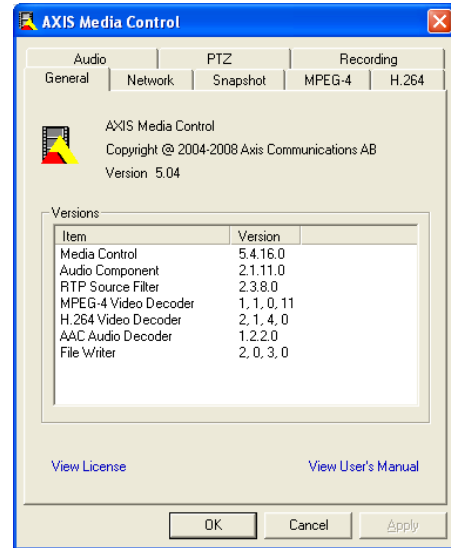 AXIS Media Control
Audio PTZ Recording
General Network Snapshot MPEG-4 H.264
AXIS Media Control
Copyright @ 2004-2008 Axis Communications AB
Version 5.04
Versions
Item Version
Media Control 5.4.16.0
Audio Component 2.1.11.0
RTP Source Filter 2.3.8.0
MPEG-4 Video Decoder 1, 1, 0, 11
H.264 Video Decoder 2, 1, 4, 0
AAC Audio Decoder 1.2.2.0
File Writer 2, 0, 3, 0
View License View User's Manual
OK Cancel Apply